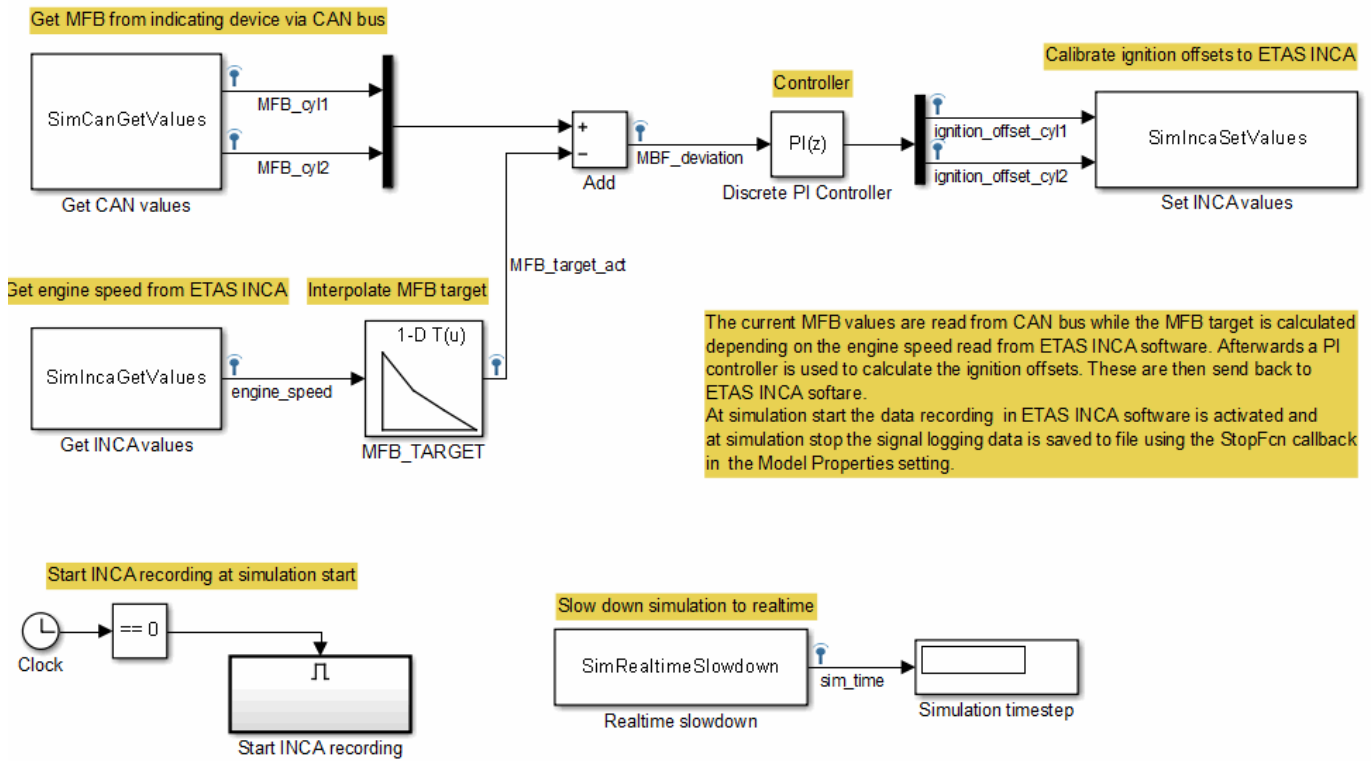 Get MFB from indicating device via CAN bus
SimCanGetValues
MFB_cyl1
MFB_cyl2
Get CAN values
+
−
Add
MBF_deviation
Controller
PI(z)
Discrete PI Controller
Calibrate ignition offsets to ETAS INCA
ignition_offset_cyl1
ignition_offset_cyl2
SimIncaSetValues
Set INCA values
MFB_target_act
Get engine speed from ETAS INCA
SimIncaGetValues
engine_speed
Get INCA values
Interpolate MFB target
1-D T(u)
MFB_TARGET
The current MFB values are read from CAN bus while the MFB target is calculated
depending on the engine speed read from ETAS INCA software. Afterwards a PI
controller is used to calculate the ignition offsets. These are then send back to
ETAS INCA softare.
At simulation start the data recording in ETAS INCA software is activated and
at simulation stop the signal logging data is saved to file using the StopFcn callback
in the Model Properties setting.
Start INCA recording at simulation start
Clock
== 0
Start INCA recording
Slow down simulation to realtime
SimRealtimeSlowdown
sim_time
Realtime slowdown
Simulation timestep